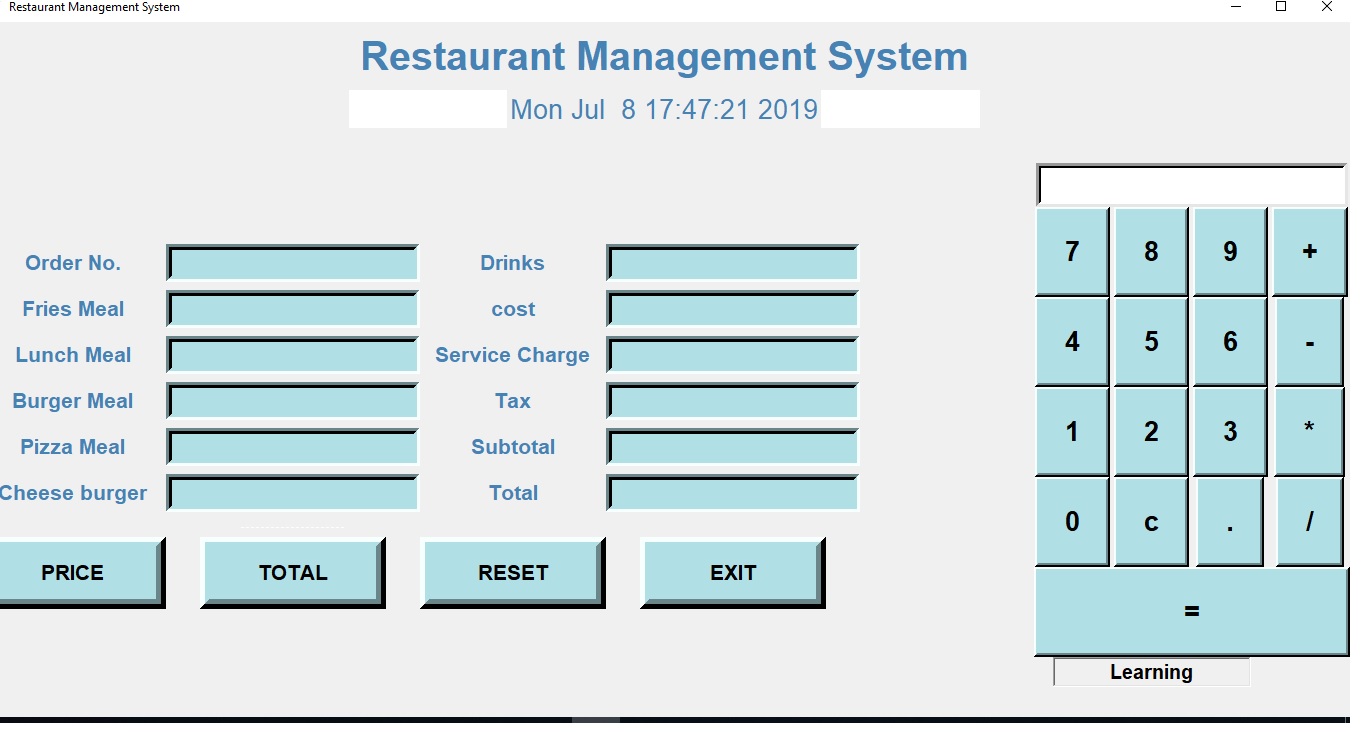 Restaurant Management System
Restaurant Management System
Mon Jul  8 17:47:21 2019
Order No.
Drinks
Fries Meal
cost
Lunch Meal
Service Charge
Burger Meal
Tax
Pizza Meal
Subtotal
Cheese burger
Total
PRICE TOTAL RESET EXIT
7 8 9 +
4 5 6 -
1 2 3 *
0 c . /
=
Learning